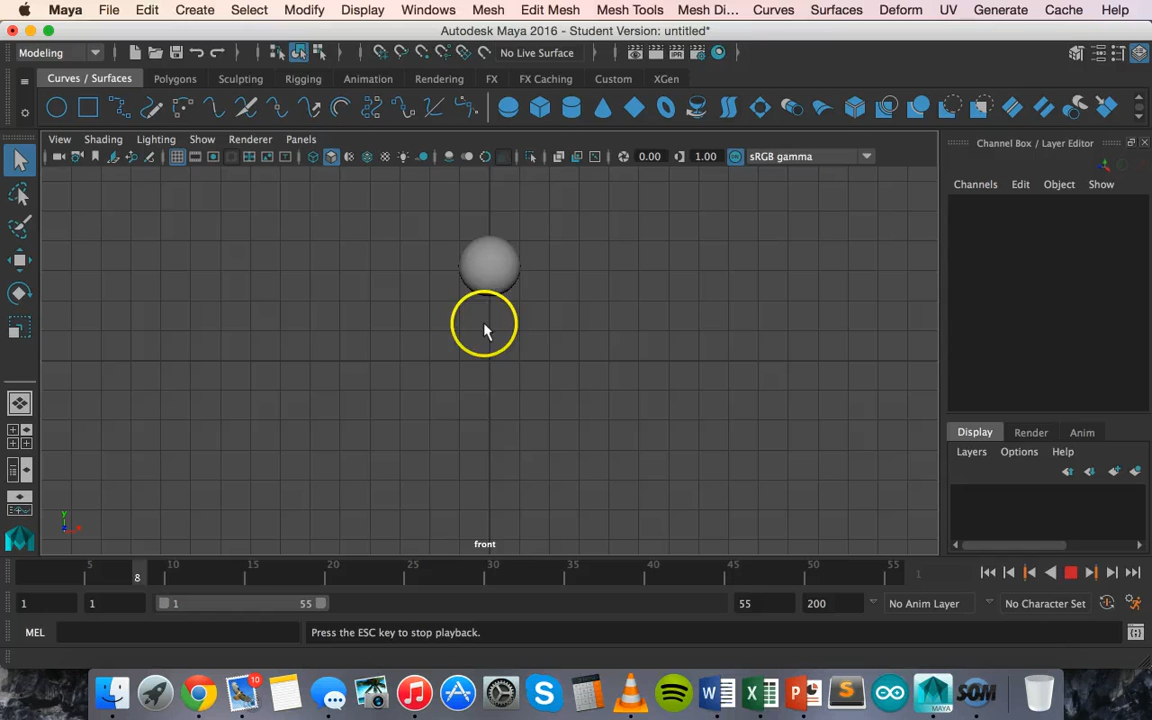 Maya File Edit Create Select Modify Display Windows Mesh Edit Mesh Mesh Tools Mesh Di... Curves Surfaces Deform UV Generate Cache Help
Autodesk Maya 2016 - Student Version: untitled*
Modeling No Live Surface
Curves / Surfaces Polygons Sculpting Rigging Animation Rendering FX FX Caching Custom XGen
View Shading Lighting Show Renderer Panels
0.00 1.00 sRGB gamma
Channel Box / Layer Editor
Channels Edit Object Show
front
y
x
Display Render Anim
Layers Options Help
5 8 10 15 20 25 30 35 40 45 50 55 1
1 1 1 55 55 200 No Anim Layer No Character Set
MEL Press the ESC key to stop playback.
10
MAYA SOM